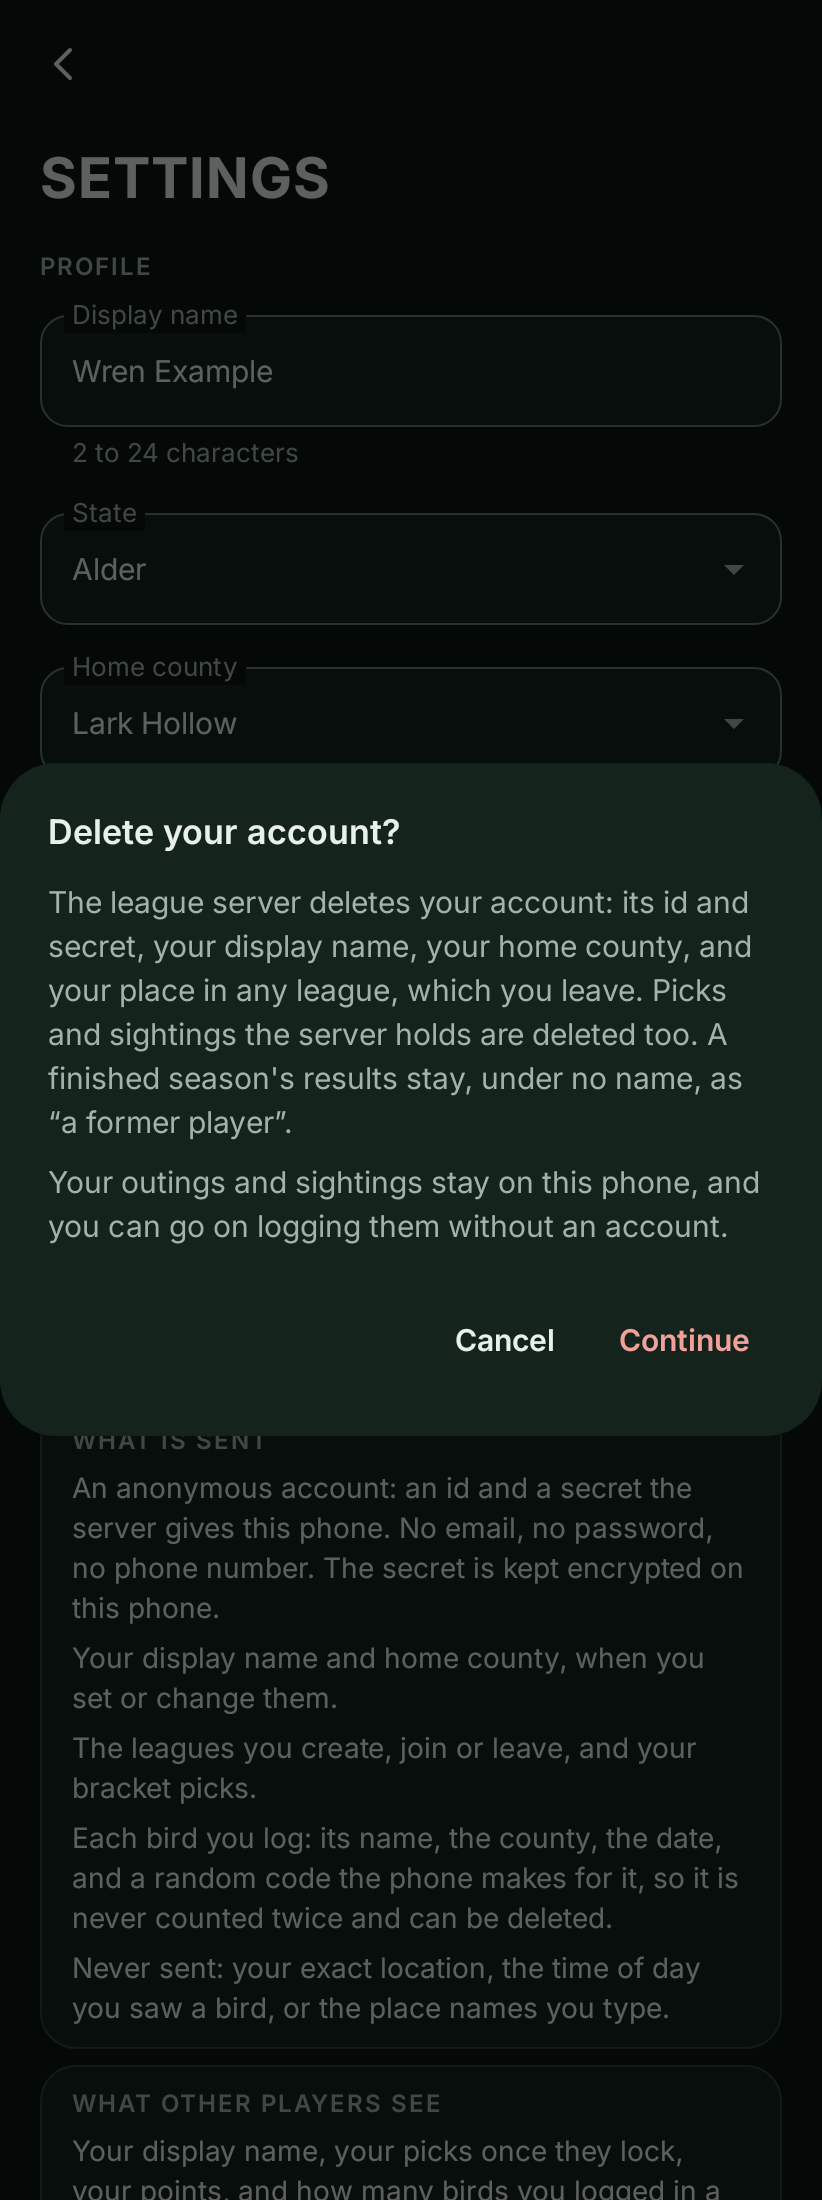 SETTINGS
PROFILE
Display name
Wren Example
2 to 24 characters
State
Alder
Home county
Lark Hollow
Delete your account?
The league server deletes your account: its id and
secret, your display name, your home county, and
your place in any league, which you leave. Picks
and sightings the server holds are deleted too. A
finished season's results stay, under no name, as
“a former player”.
Your outings and sightings stay on this phone, and
you can go on logging them without an account.
Cancel
Continue
WHAT IS SENT
An anonymous account: an id and a secret the
server gives this phone. No email, no password,
no phone number. The secret is kept encrypted on
this phone.
Your display name and home county, when you
set or change them.
The leagues you create, join or leave, and your
bracket picks.
Each bird you log: its name, the county, the date,
and a random code the phone makes for it, so it is
never counted twice and can be deleted.
Never sent: your exact location, the time of day
you saw a bird, or the place names you type.
WHAT OTHER PLAYERS SEE
Your display name, your picks once they lock,
your points, and how many birds you logged in a